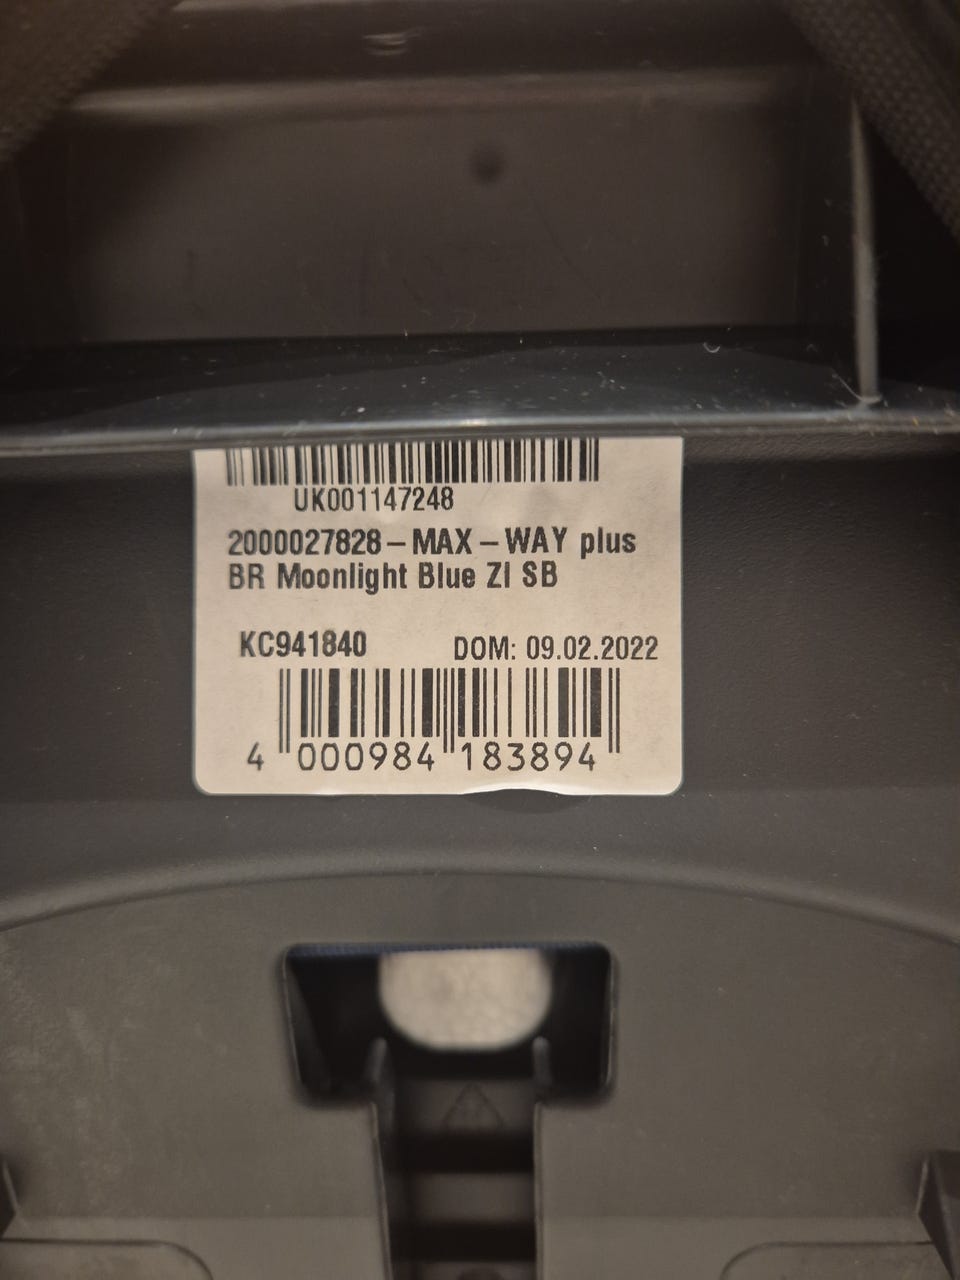 UK001147248
2000027828-MAX-WAY plus
BR Moonlight Blue ZI SB
KC941840 DOM: 09.02.2022
4 000984 183894